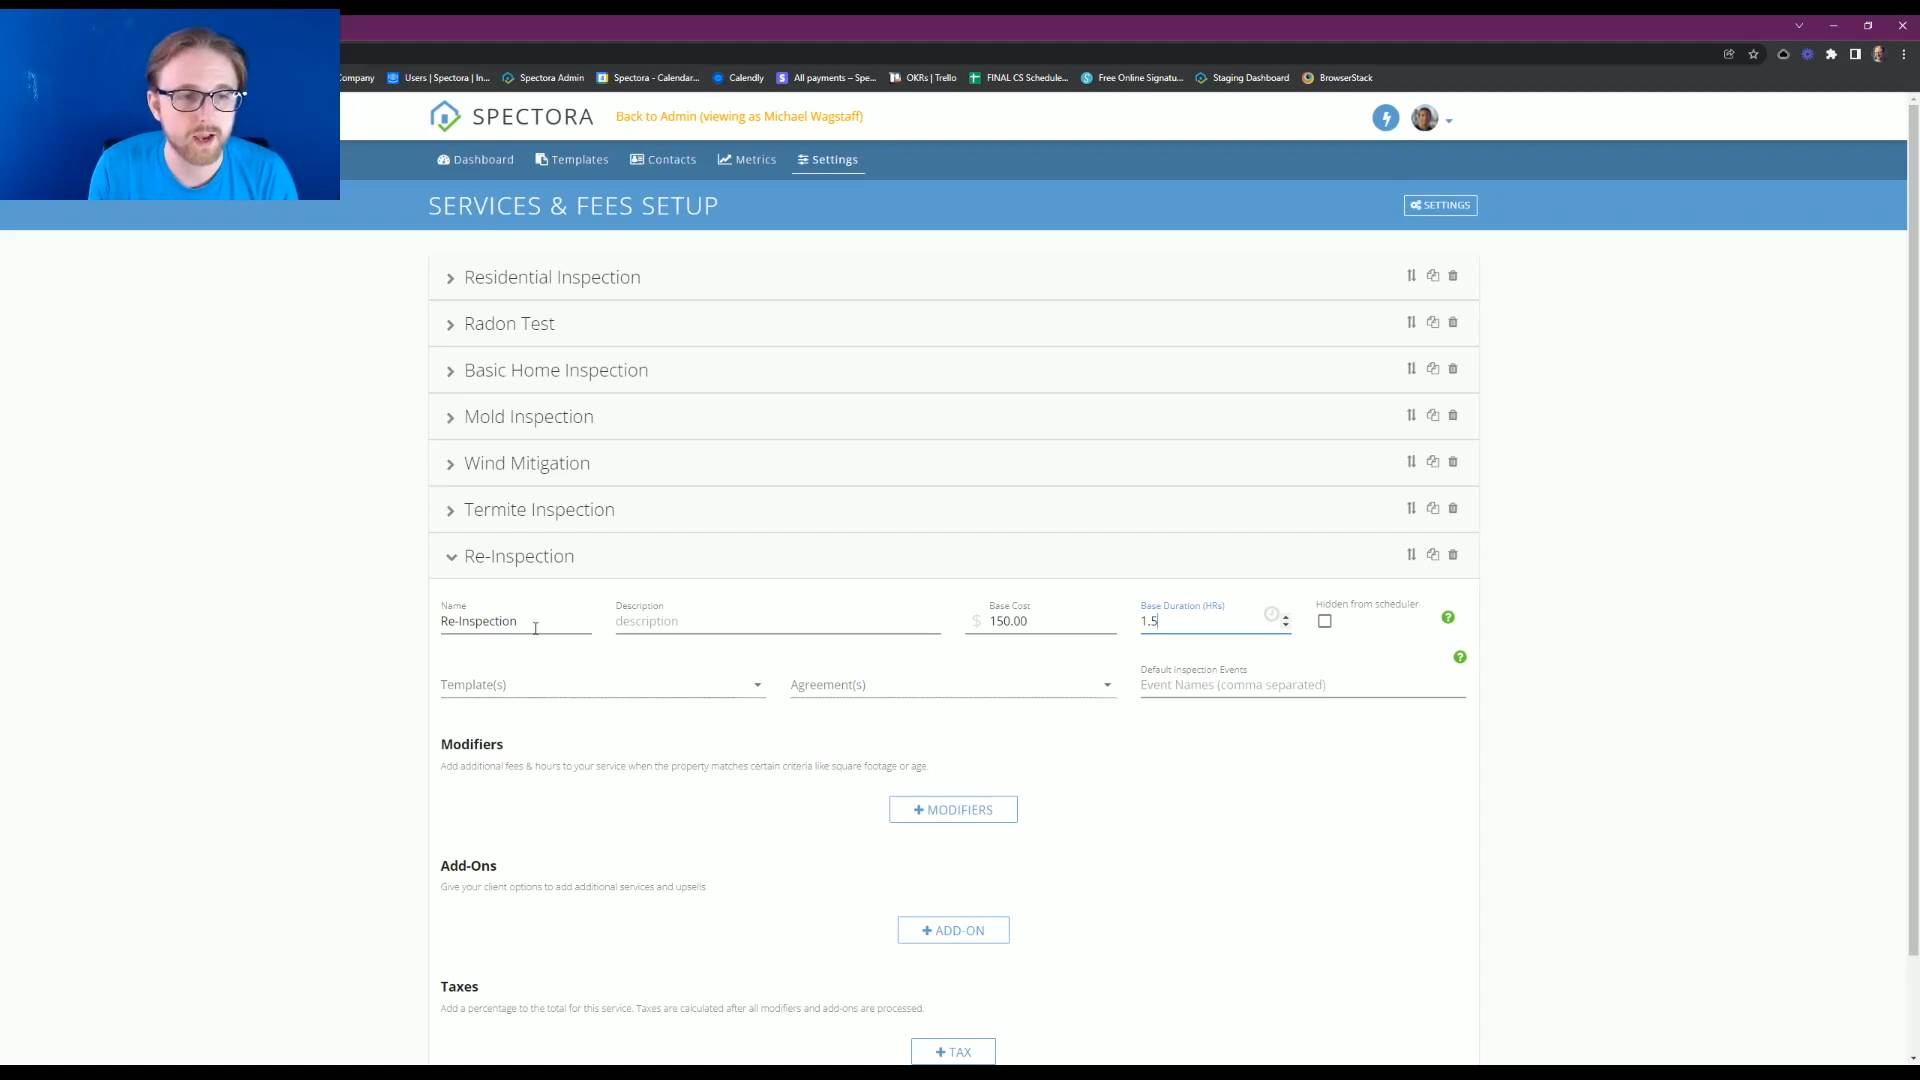 ompany
Users | Spectora | In...
Spectora Admin
Spectora - Calendar...
Calendly
All payments – Spe...
OKRs | Trello
FINAL CS Schedule...
Free Online Signatu...
Staging Dashboard
BrowserStack
SPECTORA
Back to Admin (viewing as Michael Wagstaff)
Dashboard
Templates
Contacts
Metrics
Settings
SERVICES & FEES SETUP
SETTINGS
Residential Inspection
Radon Test
Basic Home Inspection
Mold Inspection
Wind Mitigation
Termite Inspection
Re-Inspection
Name
Description
Base Cost
Base Duration (HRs)
Hidden from scheduler
Re-Inspection
description
$ 150.00
1.5
Default Inspection Events
Template(s)
Agreement(s)
Event Names (comma separated)
Modifiers
Add additional fees & hours to your service when the property matches certain criteria like square footage or age.
+ MODIFIERS
Add-Ons
Give your client options to add additional services and upsells
+ ADD-ON
Taxes
Add a percentage to the total for this service. Taxes are calculated after all modifiers and add-ons are processed.
+ TAX